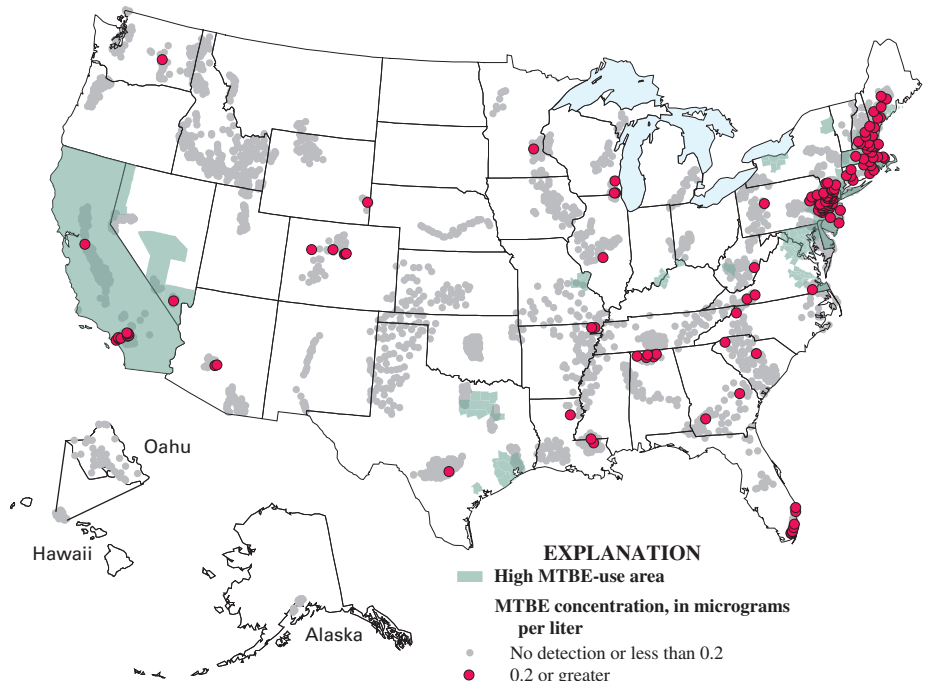 Oahu
Hawaii
Alaska
EXPLANATION
High MTBE-use area
MTBE concentration, in micrograms
per liter
No detection or less than 0.2
0.2 or greater